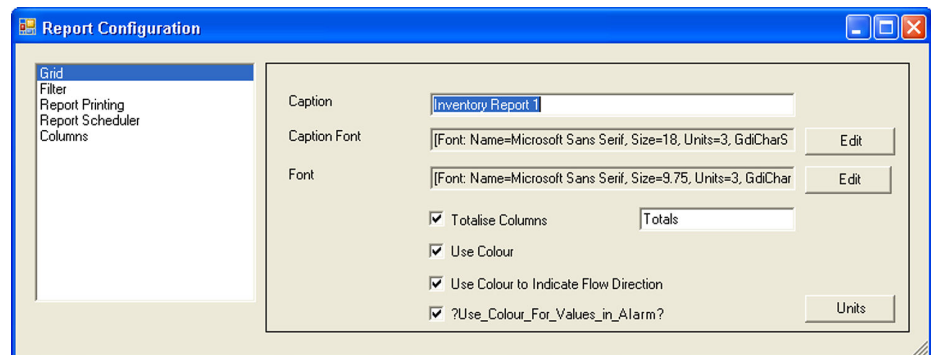 Report Configuration
Grid
Filter
Report Printing
Report Scheduler
Columns
Caption
Inventory Report 1
Caption Font
[Font: Name=Microsoft Sans Serif, Size=18, Units=3, GdiCharS
Edit
Font
[Font: Name=Microsoft Sans Serif, Size=9.75, Units=3, GdiChar
Edit
Totalise Columns
Totals
Use Colour
Use Colour to Indicate Flow Direction
?Use_Colour_For_Values_in_Alarm?
Units